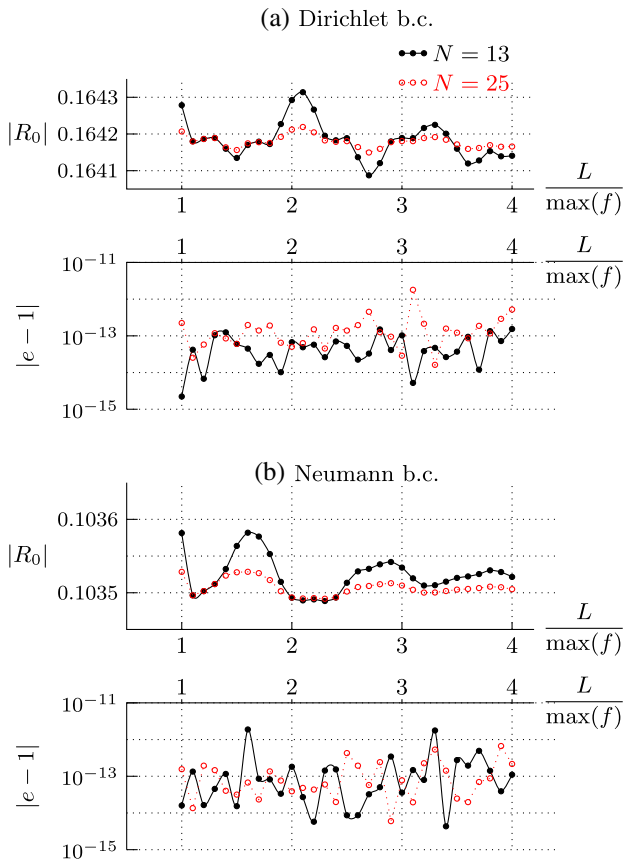 (a) Dirichlet b.c.
N = 13
N = 25
0.1643
|R₀| 0.1642
0.1641
1 2 3 4
L
max(f)
1 2 3 4
L
max(f)
10⁻¹¹
|e − 1| 10⁻¹³
10⁻¹⁵
(b) Neumann b.c.
0.1036
|R₀|
0.1035
1 2 3 4
L
max(f)
1 2 3 4
L
max(f)
10⁻¹¹
|e − 1| 10⁻¹³
10⁻¹⁵